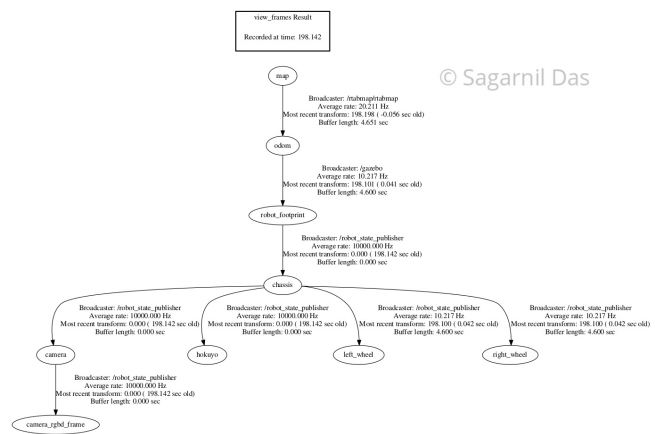 view_frames Result
Recorded at time: 198.142
© Sagarnil Das
map
Broadcaster: /rtabmap/rtabmap
Average rate: 20.211 Hz
Most recent transform: 198.198 ( -0.056 sec old)
Buffer length: 4.651 sec
odom
Broadcaster: /gazebo
Average rate: 10.217 Hz
Most recent transform: 198.101 ( 0.041 sec old)
Buffer length: 4.600 sec
robot_footprint
Broadcaster: /robot_state_publisher
Average rate: 10000.000 Hz
Most recent transform: 0.000 ( 198.142 sec old)
Buffer length: 0.000 sec
chassis
Broadcaster: /robot_state_publisher
Average rate: 10000.000 Hz
Most recent transform: 0.000 ( 198.142 sec old)
Buffer length: 0.000 sec
Broadcaster: /robot_state_publisher
Average rate: 10000.000 Hz
Most recent transform: 0.000 ( 198.142 sec old)
Buffer length: 0.000 sec
Broadcaster: /robot_state_publisher
Average rate: 10.217 Hz
Most recent transform: 198.100 ( 0.042 sec old)
Buffer length: 4.600 sec
Broadcaster: /robot_state_publisher
Average rate: 10.217 Hz
Most recent transform: 198.100 ( 0.042 sec old)
Buffer length: 4.600 sec
camera
hokuyo
left_wheel
right_wheel
Broadcaster: /robot_state_publisher
Average rate: 10000.000 Hz
Most recent transform: 0.000 ( 198.142 sec old)
Buffer length: 0.000 sec
camera_rgbd_frame